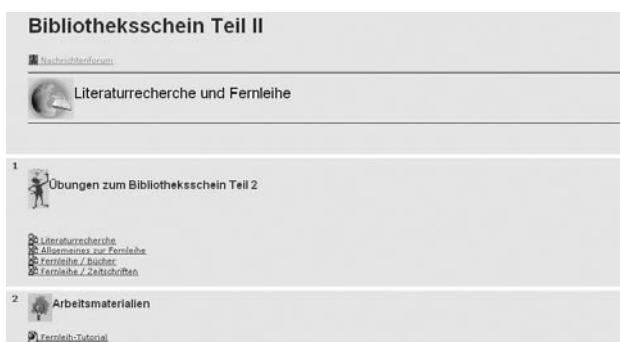 Bibliotheksschein Teil II
Nachrichtenforum
Literaturrecherche und Fernleihe
1
Übungen zum Bibliotheksschein Teil 2
Literaturrecherche
Allgemeines zur Fernleihe
Fernleihe / Bücher
Fernleihe / Zeitschriften
2
Arbeitsmaterialien
Fernleih-Tutorial